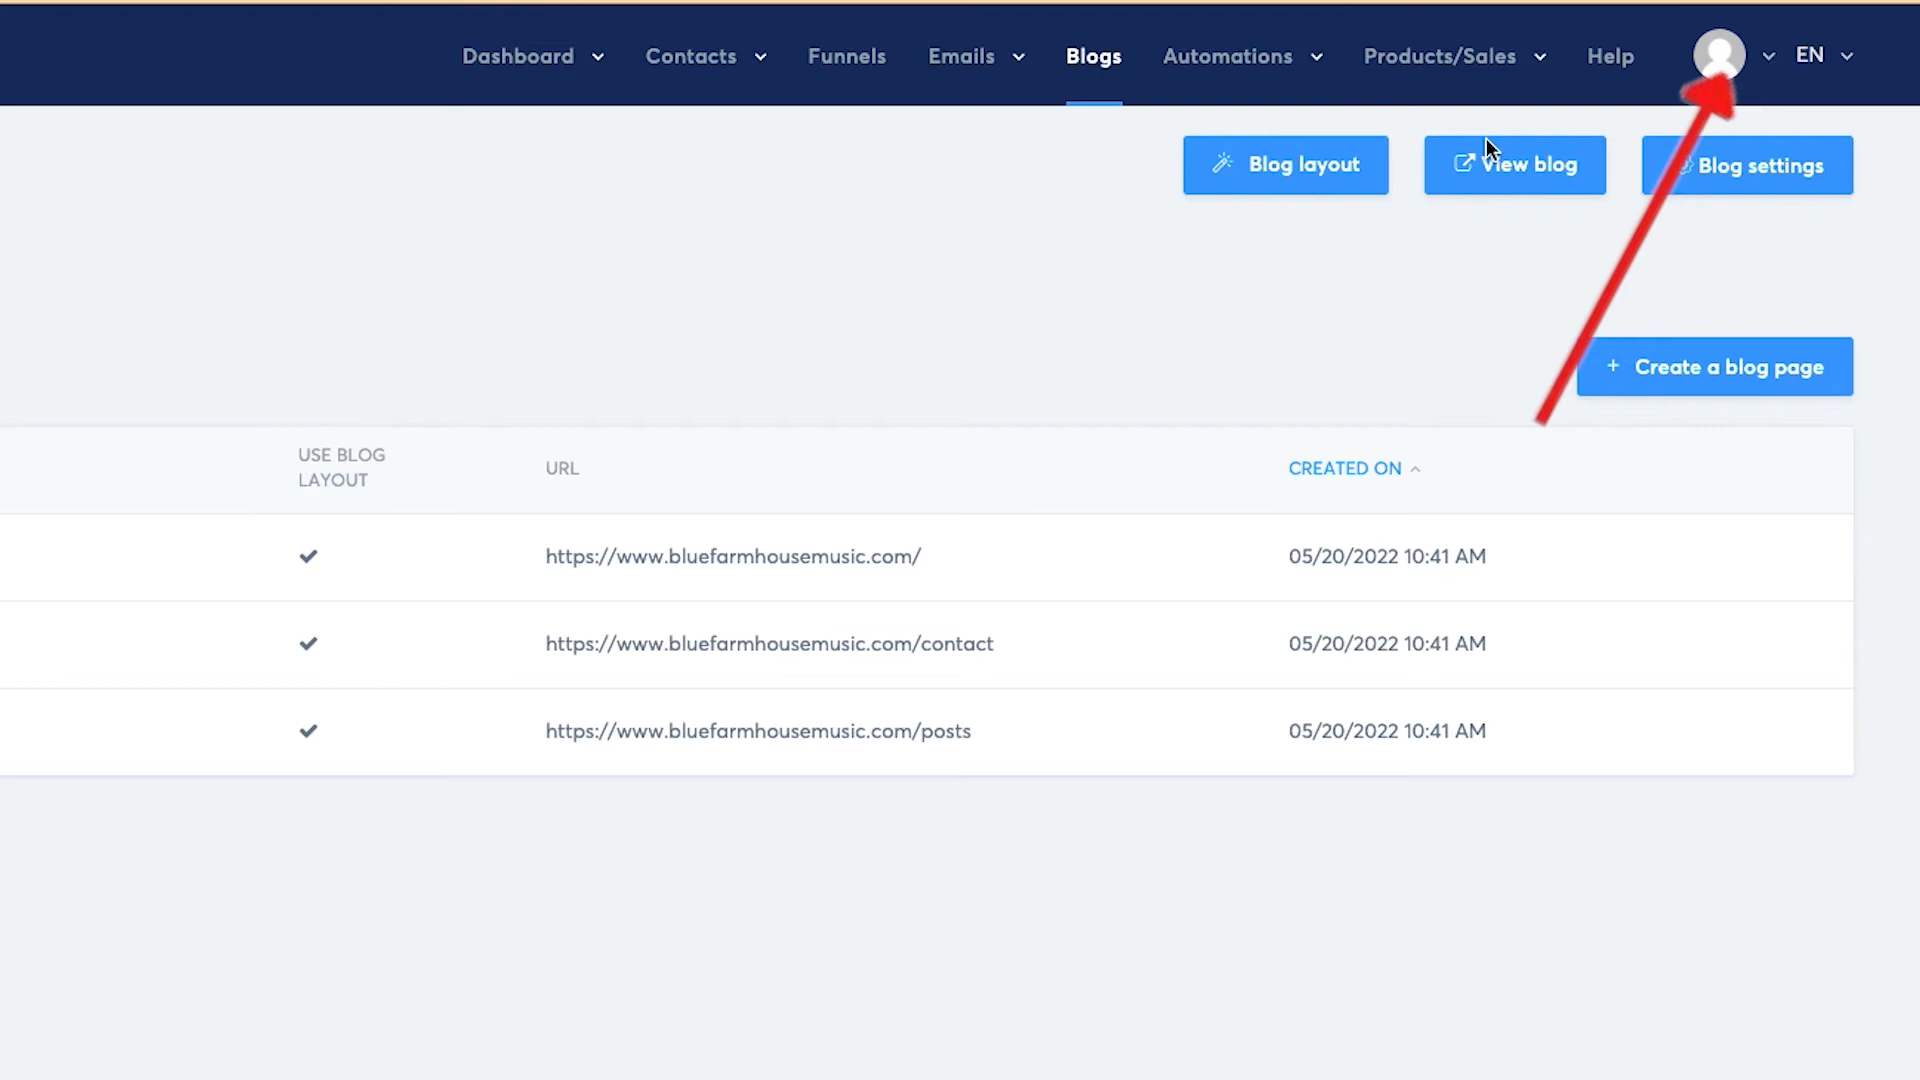 Dashboard Contacts Funnels Emails Blogs Automations Products/Sales Help EN
Blog layout View blog Blog settings
+ Create a blog page
USE BLOG LAYOUT URL CREATED ON
https://www.bluefarmhousemusic.com/ 05/20/2022 10:41 AM
https://www.bluefarmhousemusic.com/contact 05/20/2022 10:41 AM
https://www.bluefarmhousemusic.com/posts 05/20/2022 10:41 AM